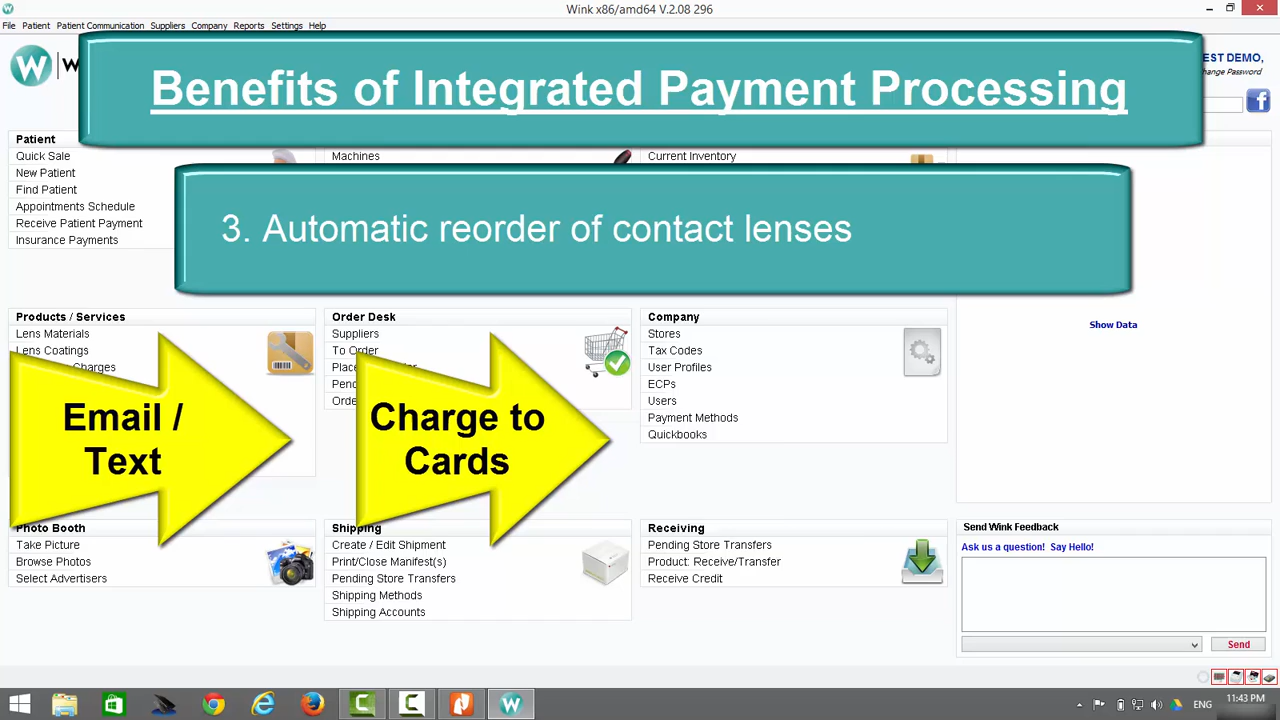 Wink x86/amd64 V.2.08 296
File Patient Patient Communication Suppliers Company Reports Settings Help
W
Benefits of Integrated Payment Processing
EST DEMO,
hange Password
3. Automatic reorder of contact lenses
Patient
Quick Sale
New Patient
Find Patient
Appointments Schedule
Receive Patient Payment
Insurance Payments
Machines
Current Inventory
Show Data
Products / Services
Lens Materials
Lens Coatings
Charges
Email /
Text
Order Desk
Suppliers
To Order
Charge to
Cards
Company
Stores
Tax Codes
User Profiles
ECPs
Users
Payment Methods
Quickbooks
Photo Booth
Take Picture
Browse Photos
Select Advertisers
Shipping
Create / Edit Shipment
Print/Close Manifest(s)
Pending Store Transfers
Shipping Methods
Shipping Accounts
Receiving
Pending Store Transfers
Product: Receive/Transfer
Receive Credit
Send Wink Feedback
Ask us a question! Say Hello!
Send
ENG
11:43 PM